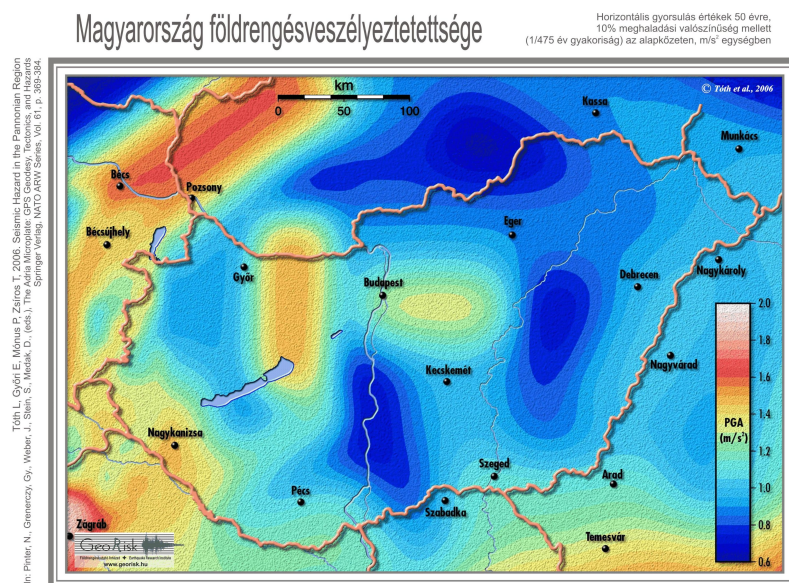 Magyarország földrengésveszélyeztetettsége
Horizontális gyorsulás értékek 50 évre,
10% meghaladási valószínűség mellett
(1/475 év gyakoriság) az alapkőzeten, m/s² egységben
Tóth L, Győri E, Mónus P, Zsíros T, 2006. Seismic Hazard in the Pannonian Region
In: Pinter, N., Grenerczy, Gy., Weber, J., Stein, S., Medak, D., (eds.), The Adria Microplate: GPS Geodesy, Tectonics, and Hazards
Springer Verlag, NATO ARW Series, Vol. 61, p. 369-384.
km
0 50 100
© Tóth et al., 2006
Kassa
Munkács
Bécs
Pozsony
Bécsújhely
Eger
Győr
Budapest
Debrecen
Nagykároly
2.0
1.8
1.6
1.4
1.2
1.0
0.8
0.6
PGA
(m/s²)
Kecskemét
Nagyvárad
Nagykanizsa
Szeged
Arad
Pécs
Szabadka
Zágráb
Temesvár
GeoRisk
Földrengéskutató Intézet Earthquake Research Institute
www.georisk.hu